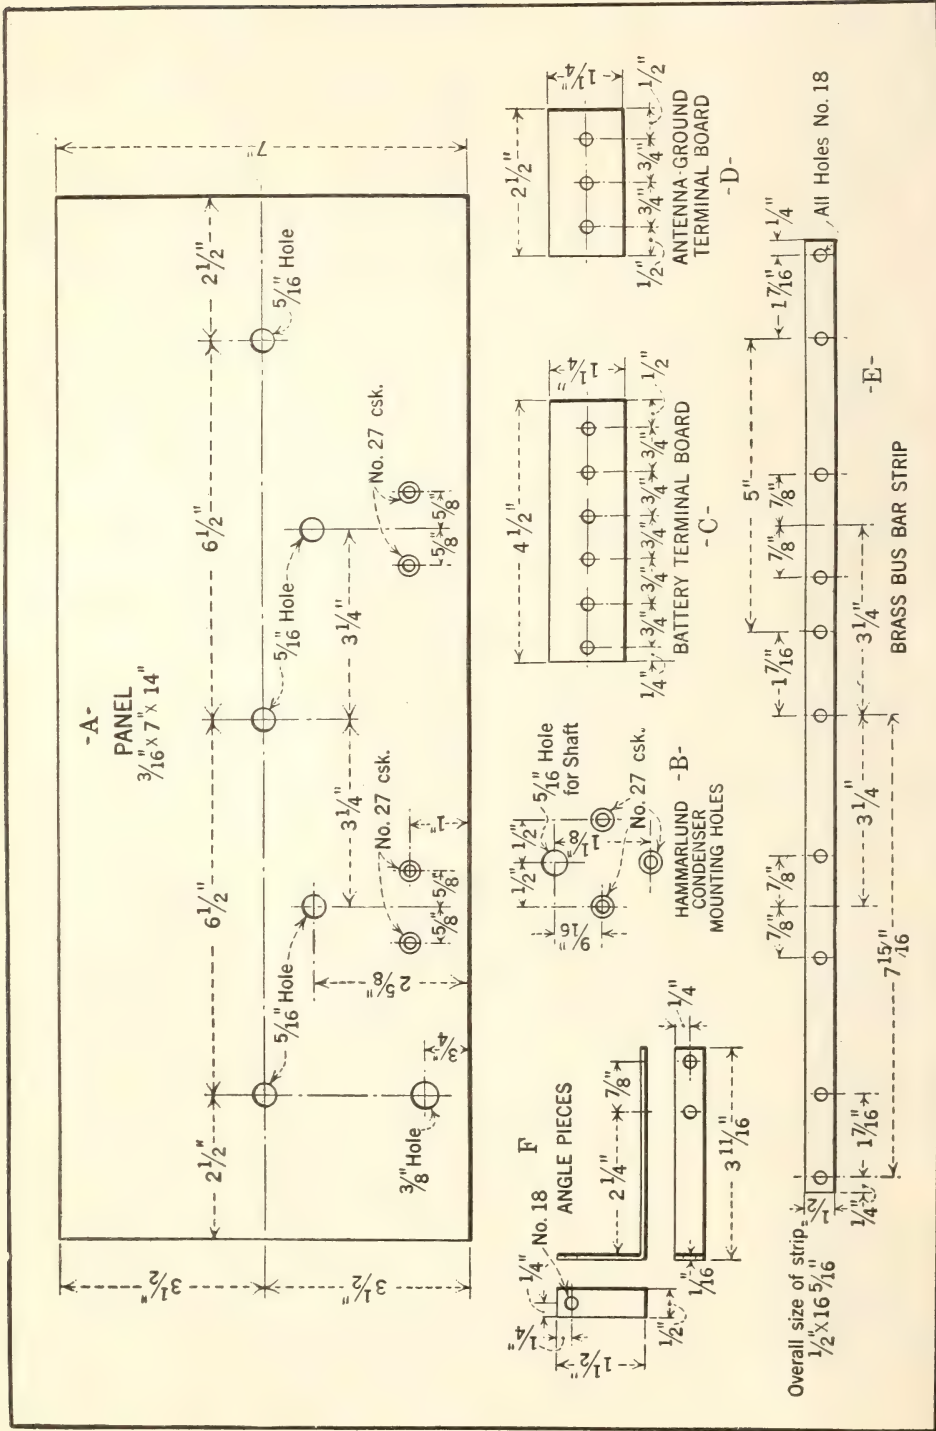 -A-
PANEL
3/16" X 7" X 14"
7"
2 1/2"
6 1/2"
6 1/2"
2 1/2"
3 1/2"
3 1/2"
5/16" Hole
5/16" Hole
5/16" Hole
3/8" Hole
3/4"
2 5/8"
3 1/4"
3 1/4"
1"
No. 27 csk.
No. 27 csk.
5/8"
5/8"
5/8"
5/8"
F
ANGLE PIECES
No. 18
1/4"
1/4"
1 1/2"
1/2"
2 1/4"
7/8"
1/4"
1/16"
3 11/16"
5/16" Hole
for Shaft
1/2"
1/2"
1 1/8"
9/16"
No. 27 csk.
-B-
HAMMARLUND
CONDENSER
MOUNTING HOLES
4 1/2"
1 1/4"
1/4"
3/4"
3/4"
3/4"
3/4"
3/4"
1/2"
BATTERY TERMINAL BOARD
-C-
2 1/2"
1 1/4"
1/2"
3/4"
3/4"
1/2"
ANTENNA-GROUND
TERMINAL BOARD
-D-
Overall size of strip
1/2" X 16 5/16"
1/2"
1/4"
1 7/16"
7 15/16"
7/8"
7/8"
3 1/4"
3 1/4"
1 7/16"
5"
7/8"
7/8"
1 7/16"
1/4"
All Holes No. 18
BRASS BUS BAR STRIP
-E-